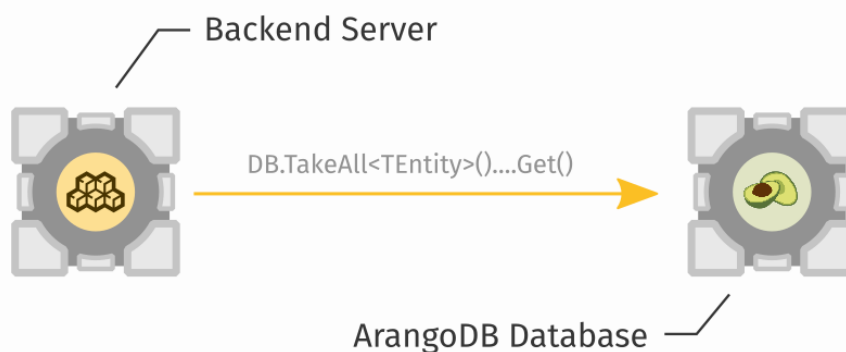 Backend Server
DB.TakeAll<TEntity>()....Get()
ArangoDB Database